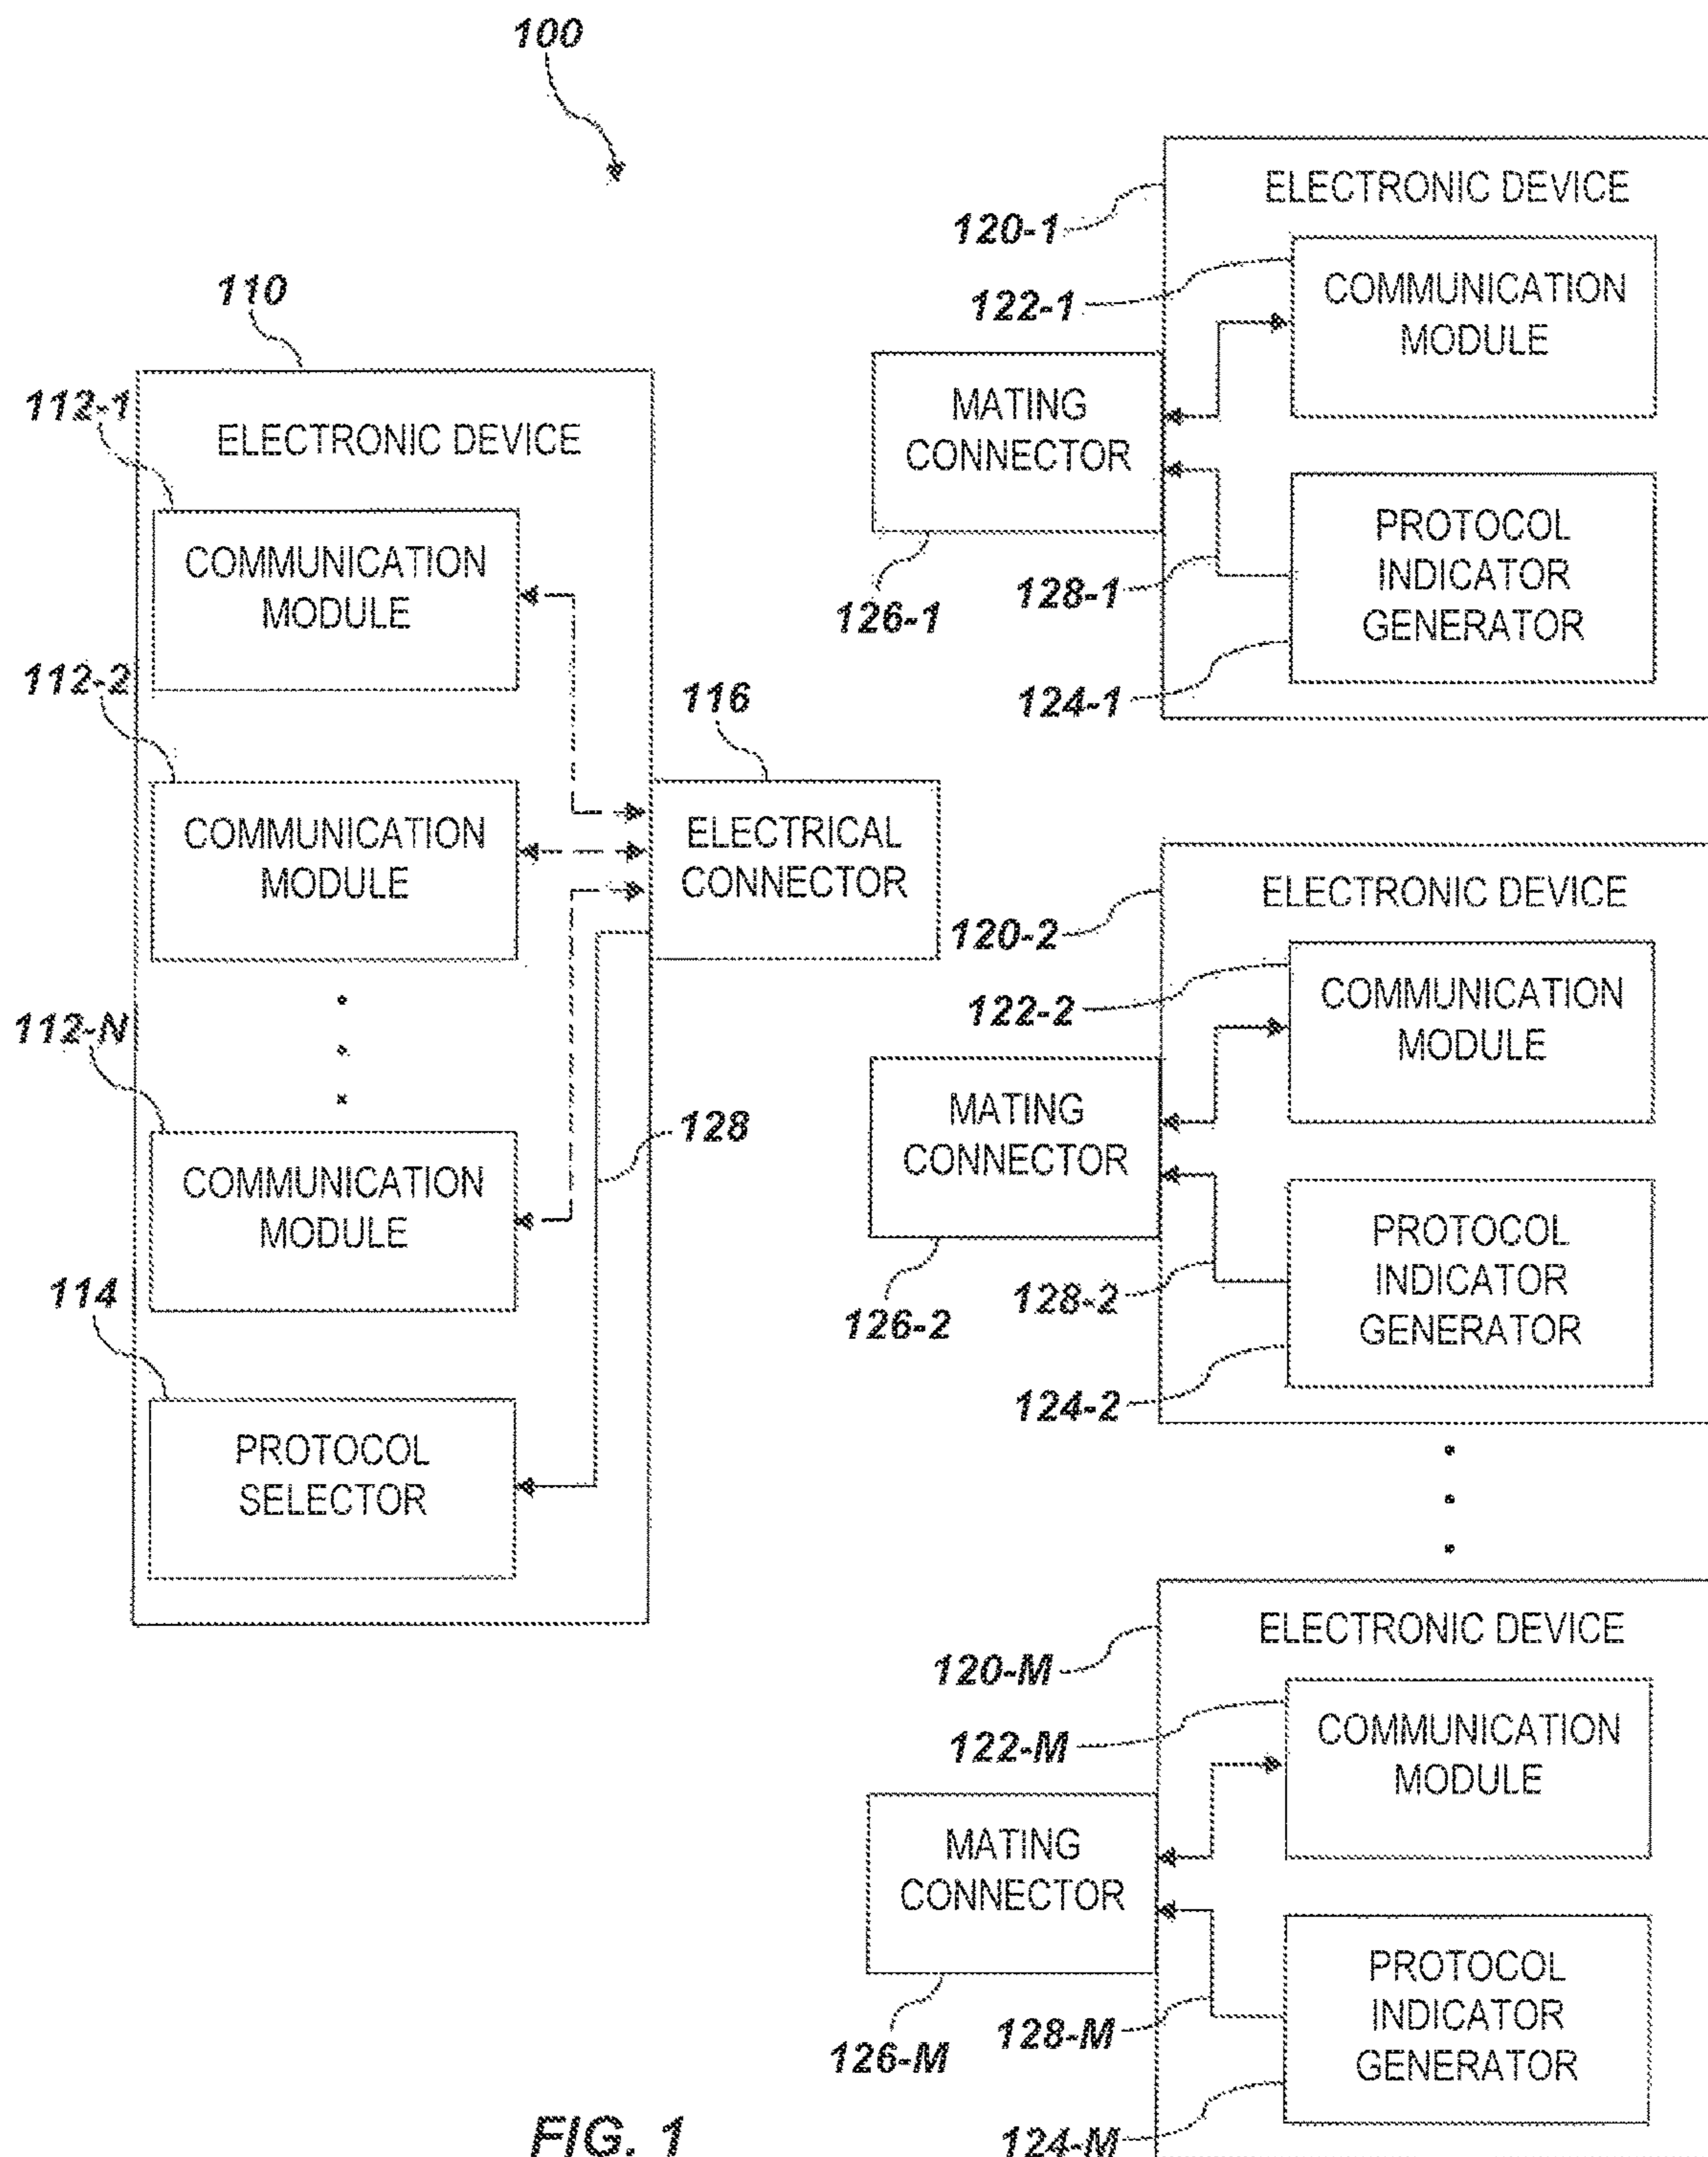 100
110
112-1
ELECTRONIC DEVICE
COMMUNICATION
MODULE
112-2
COMMUNICATION
MODULE
112-N
COMMUNICATION
MODULE
114
PROTOCOL
SELECTOR
116
ELECTRICAL
CONNECTOR
128
120-1
ELECTRONIC DEVICE
122-1
COMMUNICATION
MODULE
MATING
CONNECTOR
126-1
128-1
PROTOCOL
INDICATOR
GENERATOR
124-1
120-2
ELECTRONIC DEVICE
122-2
COMMUNICATION
MODULE
MATING
CONNECTOR
126-2
128-2
PROTOCOL
INDICATOR
GENERATOR
124-2
120-M
ELECTRONIC DEVICE
122-M
COMMUNICATION
MODULE
MATING
CONNECTOR
126-M
128-M
PROTOCOL
INDICATOR
GENERATOR
124-M
FIG. 1